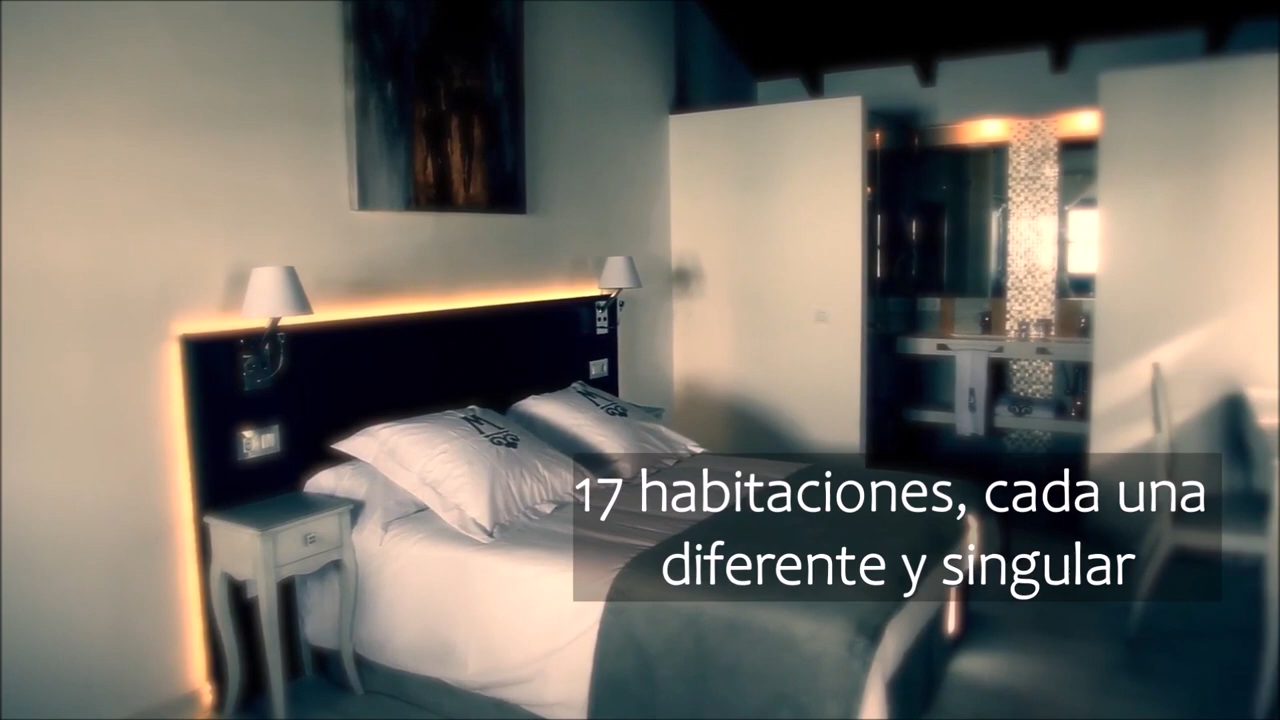 17 habitaciones, cada una
diferente y singular